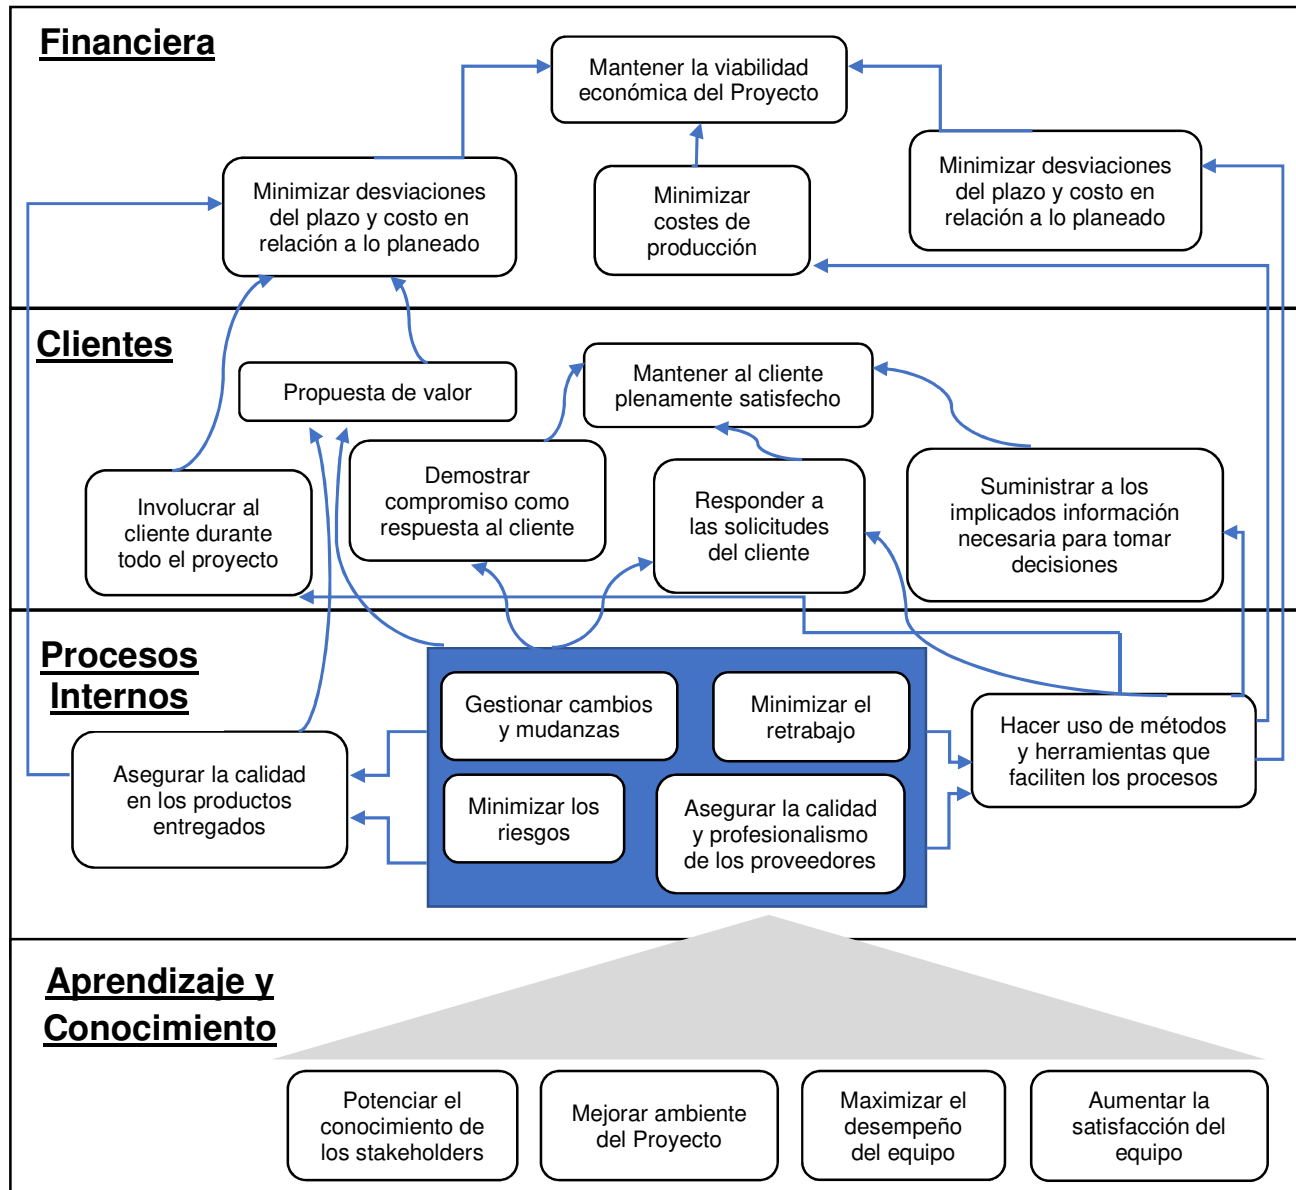 Financiera
Mantener la viabilidad
económica del Proyecto
Minimizar desviaciones
del plazo y costo en
relación a lo planeado
Minimizar
costes de
producción
Minimizar desviaciones
del plazo y costo en
relación a lo planeado
Clientes
Propuesta de valor
Mantener al cliente
plenamente satisfecho
Involucrar al
cliente durante
todo el proyecto
Demostrar
compromiso como
respuesta al cliente
Responder a
las solicitudes
del cliente
Suministrar a los
implicados información
necesaria para tomar
decisiones
Procesos
Internos
Asegurar la calidad
en los productos
entregados
Gestionar cambios
y mudanzas
Minimizar el
retrabajo
Minimizar los
riesgos
Asegurar la calidad
y profesionalismo
de los proveedores
Hacer uso de métodos
y herramientas que
faciliten los procesos
Aprendizaje y
Conocimiento
Potenciar el
conocimiento de
los stakeholders
Mejorar ambiente
del Proyecto
Maximizar el
desempeño
del equipo
Aumentar la
satisfacción del
equipo